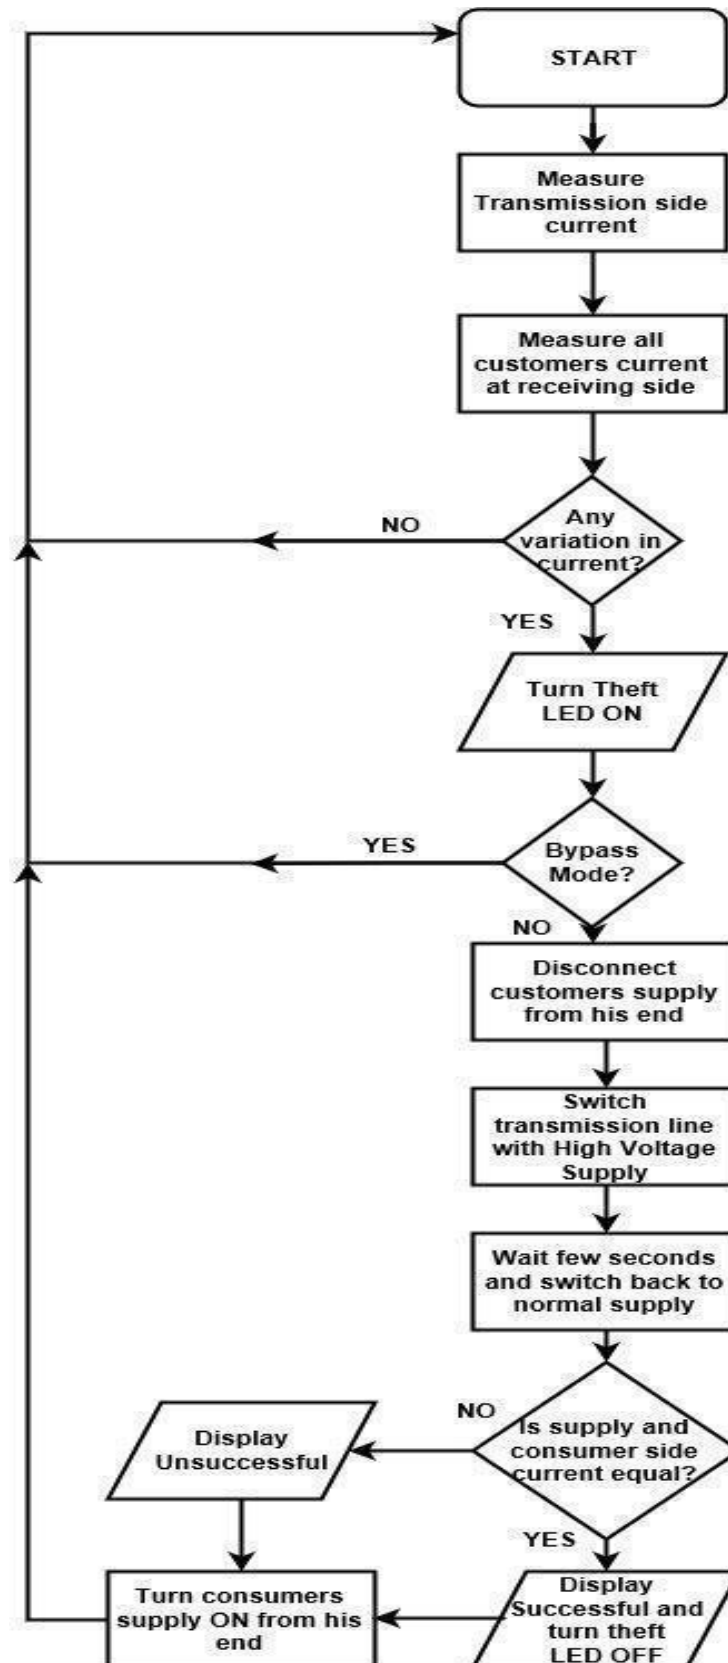 START
Measure
Transmission side
current
Measure all
customers current
at receiving side
Any
variation in
current?
NO
YES
Turn Theft
LED ON
Bypass
Mode?
YES
NO
Disconnect
customers supply
from his end
Switch
transmission line
with High Voltage
Supply
Wait few seconds
and switch back to
normal supply
Is supply and
consumer side
current equal?
NO
Display
Unsuccessful
YES
Display
Successful and
turn theft
LED OFF
Turn consumers
supply ON from his
end